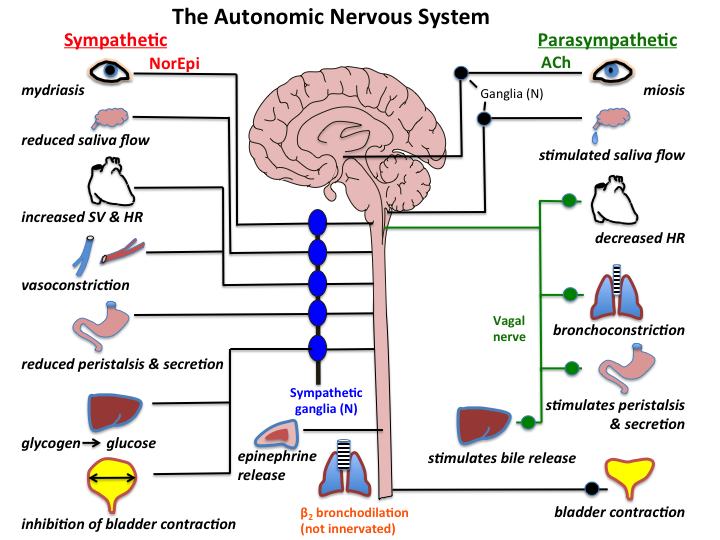 The Autonomic Nervous System
Sympathetic
NorEpi
mydriasis
reduced saliva flow
increased SV & HR
vasoconstriction
reduced peristalsis & secretion
glycogen → glucose
inhibition of bladder contraction
Sympathetic
ganglia (N)
epinephrine
release
β₂ bronchodilation
(not innervated)
Parasympathetic
ACh
Ganglia (N)
miosis
stimulated saliva flow
decreased HR
Vagal
nerve
bronchoconstriction
stimulates peristalsis
& secretion
stimulates bile release
bladder contraction